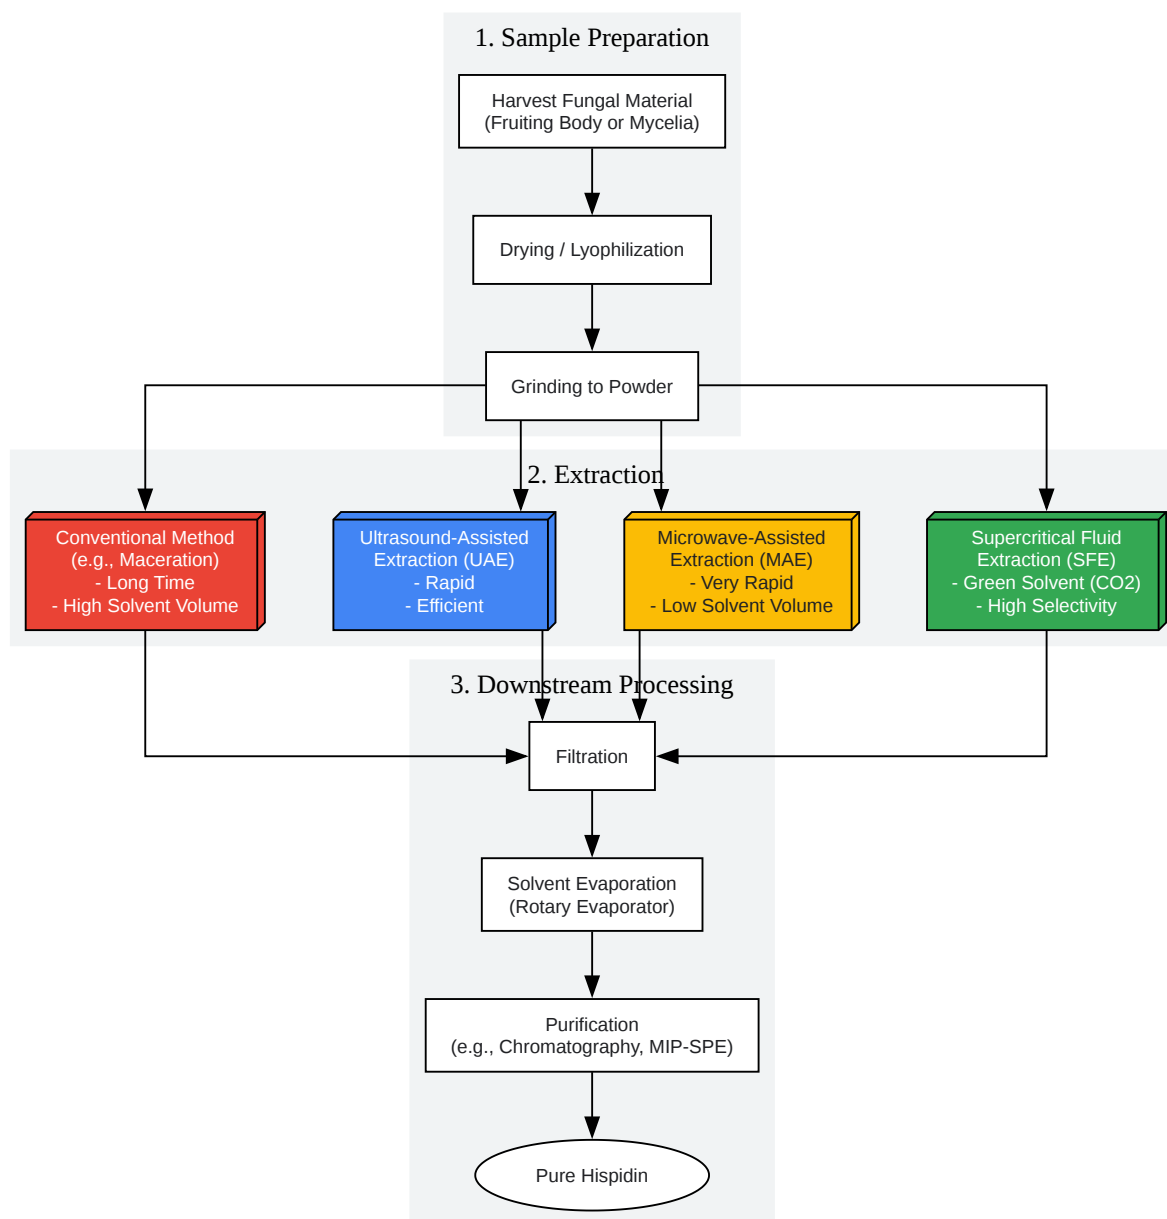 1. Sample Preparation
Harvest Fungal Material
(Fruiting Body or Mycelia)
Drying / Lyophilization
Grinding to Powder
2. Extraction
Conventional Method
(e.g., Maceration)
- Long Time
- High Solvent Volume
Ultrasound-Assisted
Extraction (UAE)
- Rapid
- Efficient
Microwave-Assisted
Extraction (MAE)
- Very Rapid
- Low Solvent Volume
Supercritical Fluid
Extraction (SFE)
- Green Solvent (CO2)
- High Selectivity
3. Downstream Processing
Filtration
Solvent Evaporation
(Rotary Evaporator)
Purification
(e.g., Chromatography, MIP-SPE)
Pure Hispidin